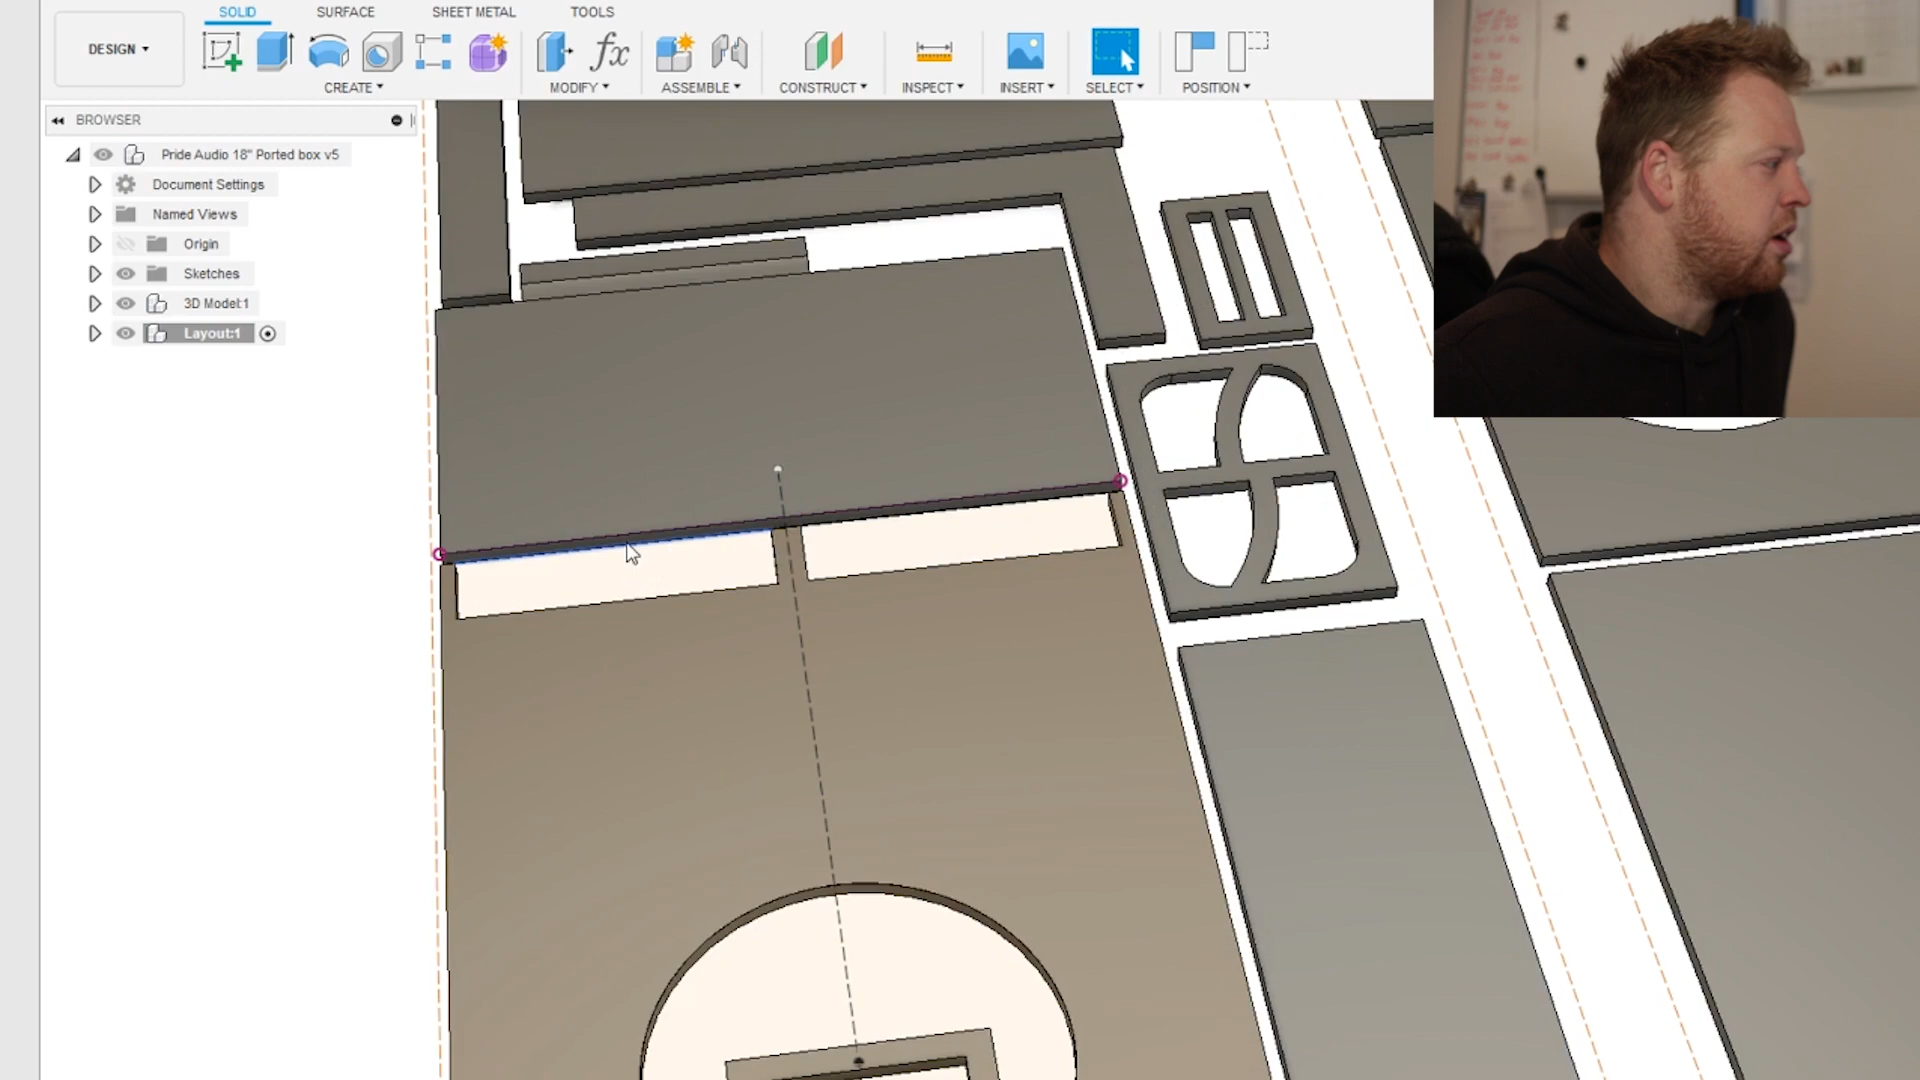 SOLID SURFACE SHEET METAL TOOLS
DESIGN
CREATE MODIFY ASSEMBLE CONSTRUCT INSPECT INSERT SELECT POSITION
fx
BROWSER
Pride Audio 18" Ported box v5
Document Settings
Named Views
Origin
Sketches
3D Model:1
Layout:1